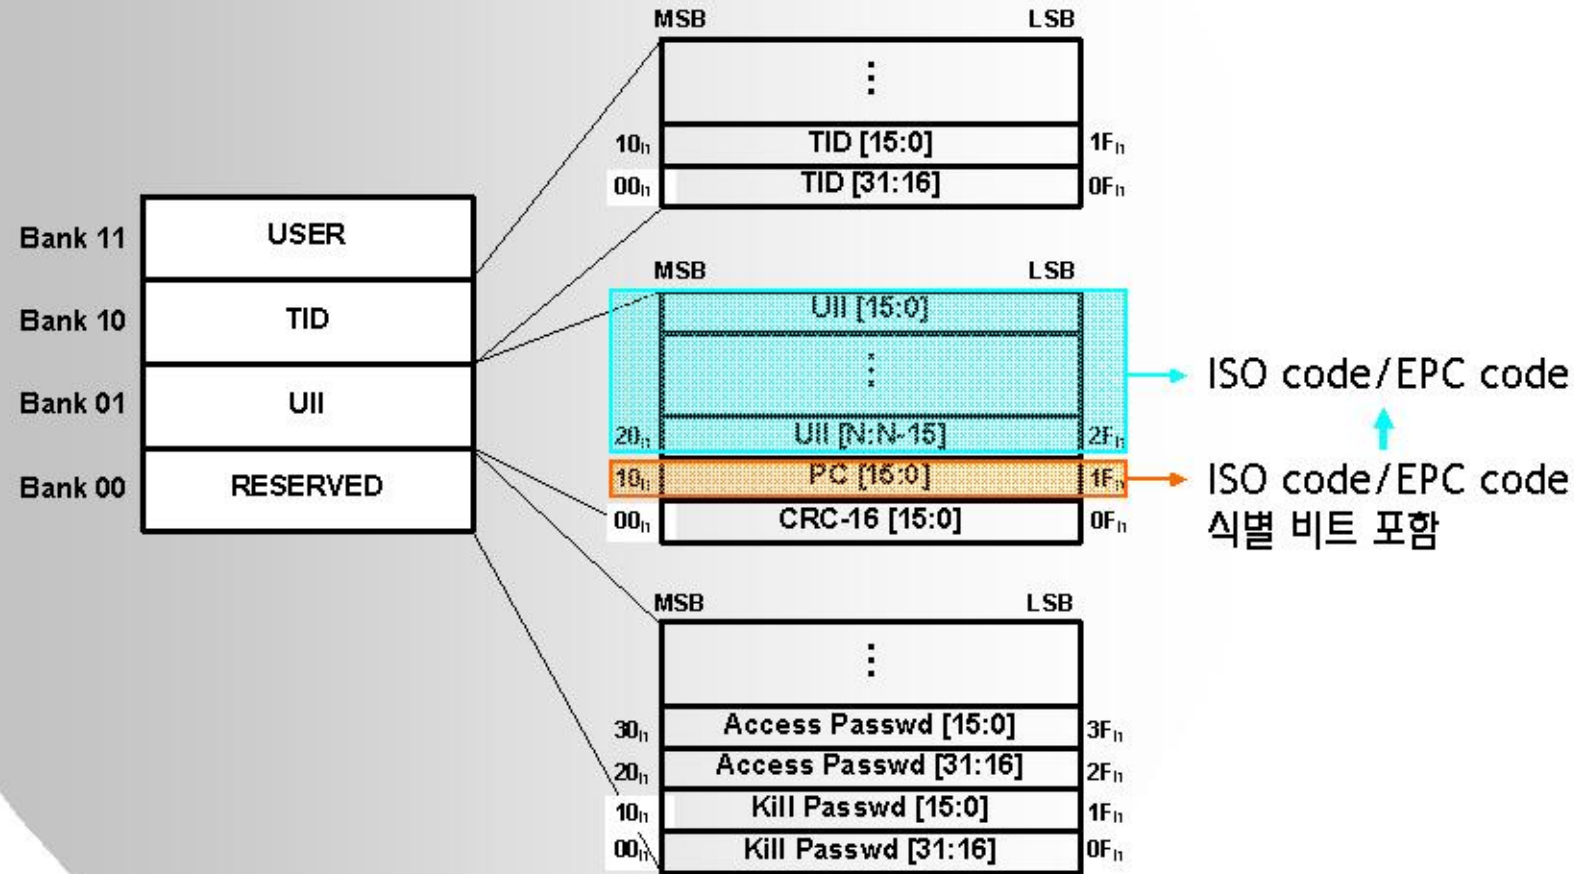 MSB LSB
⋮
10h TID [15:0] 1Fh
00h TID [31:16] 0Fh
Bank 11 USER
Bank 10 TID
Bank 01 UII
Bank 00 RESERVED
MSB LSB
UII [15:0]
⋮
20h UII [N:N-15] 2Fh
10h PC [15:0] 1Fh
00h CRC-16 [15:0] 0Fh
ISO code/EPC code
ISO code/EPC code
식별 비트 포함
MSB LSB
⋮
30h Access Passwd [15:0] 3Fh
20h Access Passwd [31:16] 2Fh
10h Kill Passwd [15:0] 1Fh
00h Kill Passwd [31:16] 0Fh